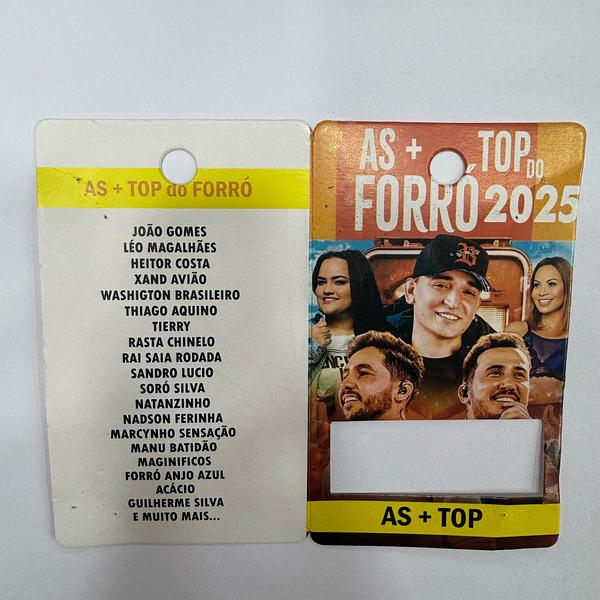 AS + TOP do FORRÓ
JOÃO GOMES
LÉO MAGALHÃES
HEITOR COSTA
XAND AVIÃO
WASHIGTON BRASILEIRO
THIAGO AQUINO
TIERRY
RASTA CHINELO
RAI SAIA RODADA
SANDRO LUCIO
SORÓ SILVA
NATANZINHO
NADSON FERINHA
MARCYNHO SENSAÇÃO
MANU BATIDÃO
MAGINIFICOS
FORRÓ ANJO AZUL
ACÁCIO
GUILHERME SILVA
E MUITO MAIS...
AS + TOP DO
FORRÓ 2025
AS + TOP